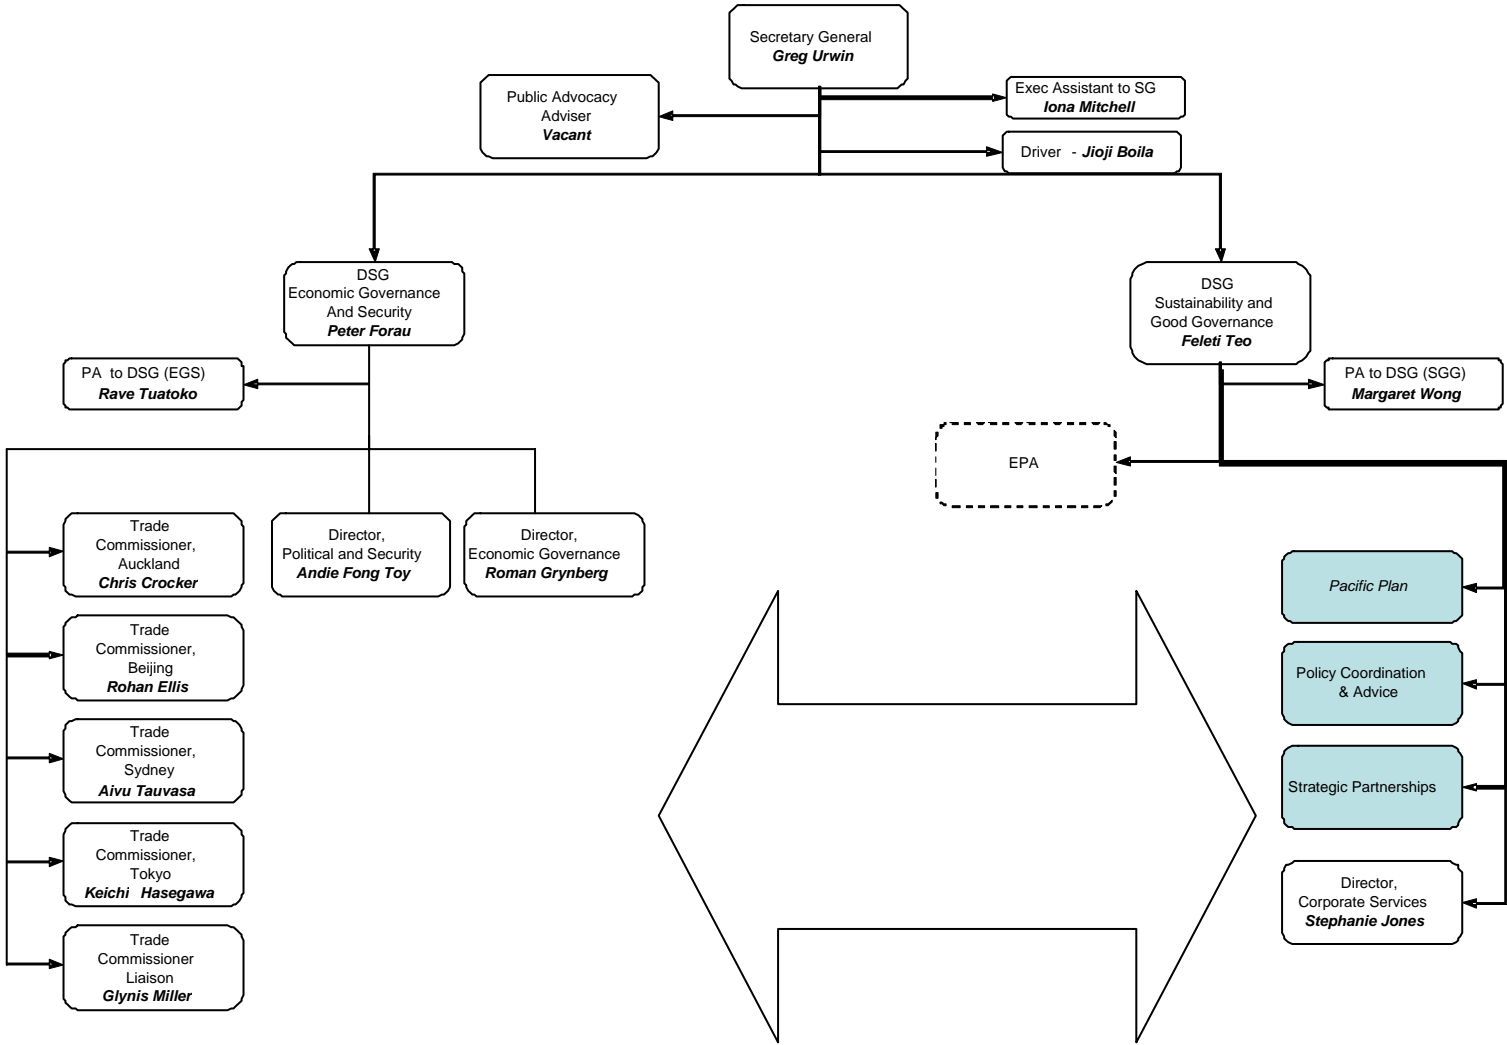 Secretary General
Greg Urwin
Public Advocacy
Adviser
Vacant
Exec Assistant to SG
Iona Mitchell
Driver - Jioji Boila
DSG
Economic Governance
And Security
Peter Forau
DSG
Sustainability and
Good Governance
Feleti Teo
PA to DSG (EGS)
Rave Tuatoko
PA to DSG (SGG)
Margaret Wong
EPA
Trade
Commissioner,
Auckland
Chris Crocker
Director,
Political and Security
Andie Fong Toy
Director,
Economic Governance
Roman Grynberg
Pacific Plan
Trade
Commissioner,
Beijing
Rohan Ellis
Policy Coordination
& Advice
Trade
Commissioner,
Sydney
Aivu Tauvasa
Strategic Partnerships
Trade
Commissioner,
Tokyo
Keichi Hasegawa
Director,
Corporate Services
Stephanie Jones
Trade
Commissioner
Liaison
Glynis Miller